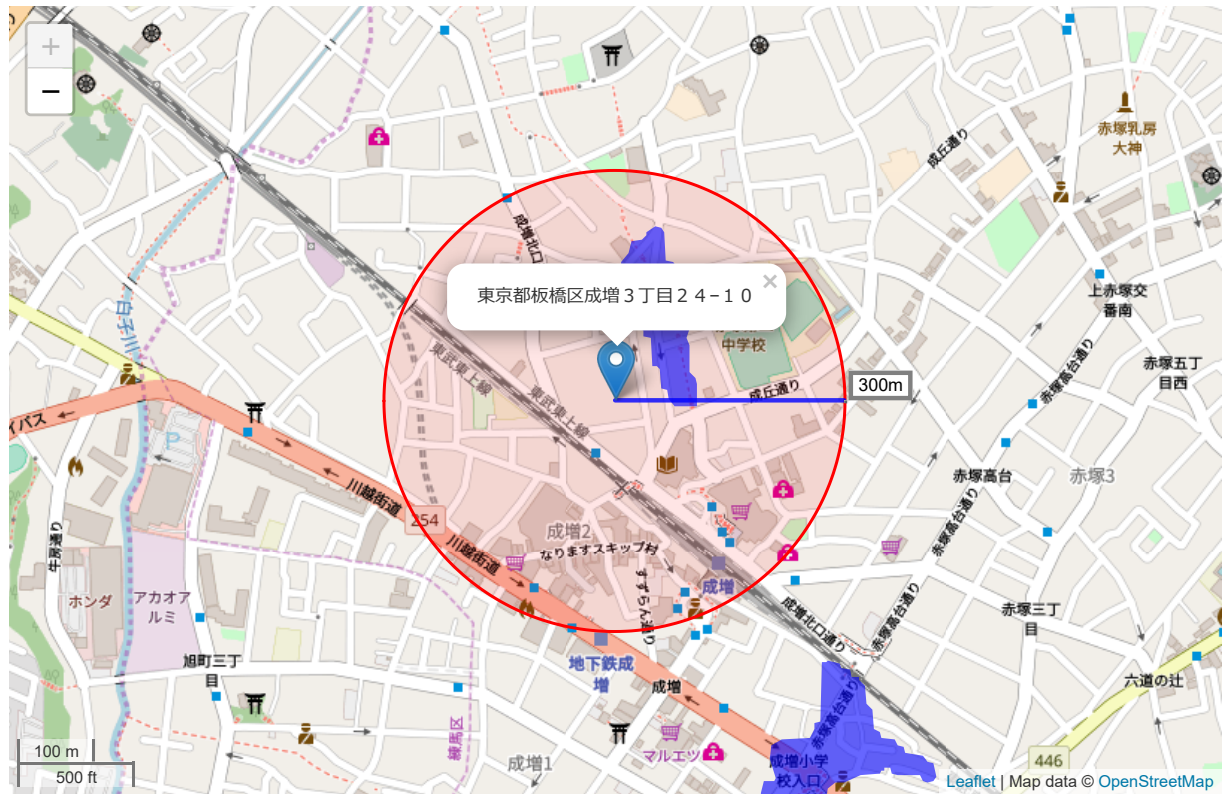 +
−
東京都板橋区成増３丁目２４−１０
×
300m
成増北口
成丘通り
赤塚乳房
大神
上赤塚交
番南
赤塚五丁
目西
赤塚高台通り
白子川
東武東上線
東武東上線
中学校
成丘通り
イバス
P
川越街道
254
川越街道
赤塚高台
赤塚3
赤塚高台通り
成増2
なりますスキップ村
すずらん通り
成増
牛房通り
ホンダ
アカオア
ルミ
成増北口通り
赤塚高台通り
赤塚三丁
目
旭町三丁
目
地下鉄成
増
成増
六道の辻
赤塚高台通り
練馬区
マルエツ
成増1
成増小学
校入口
446
100 m
500 ft
Leaflet | Map data © OpenStreetMap